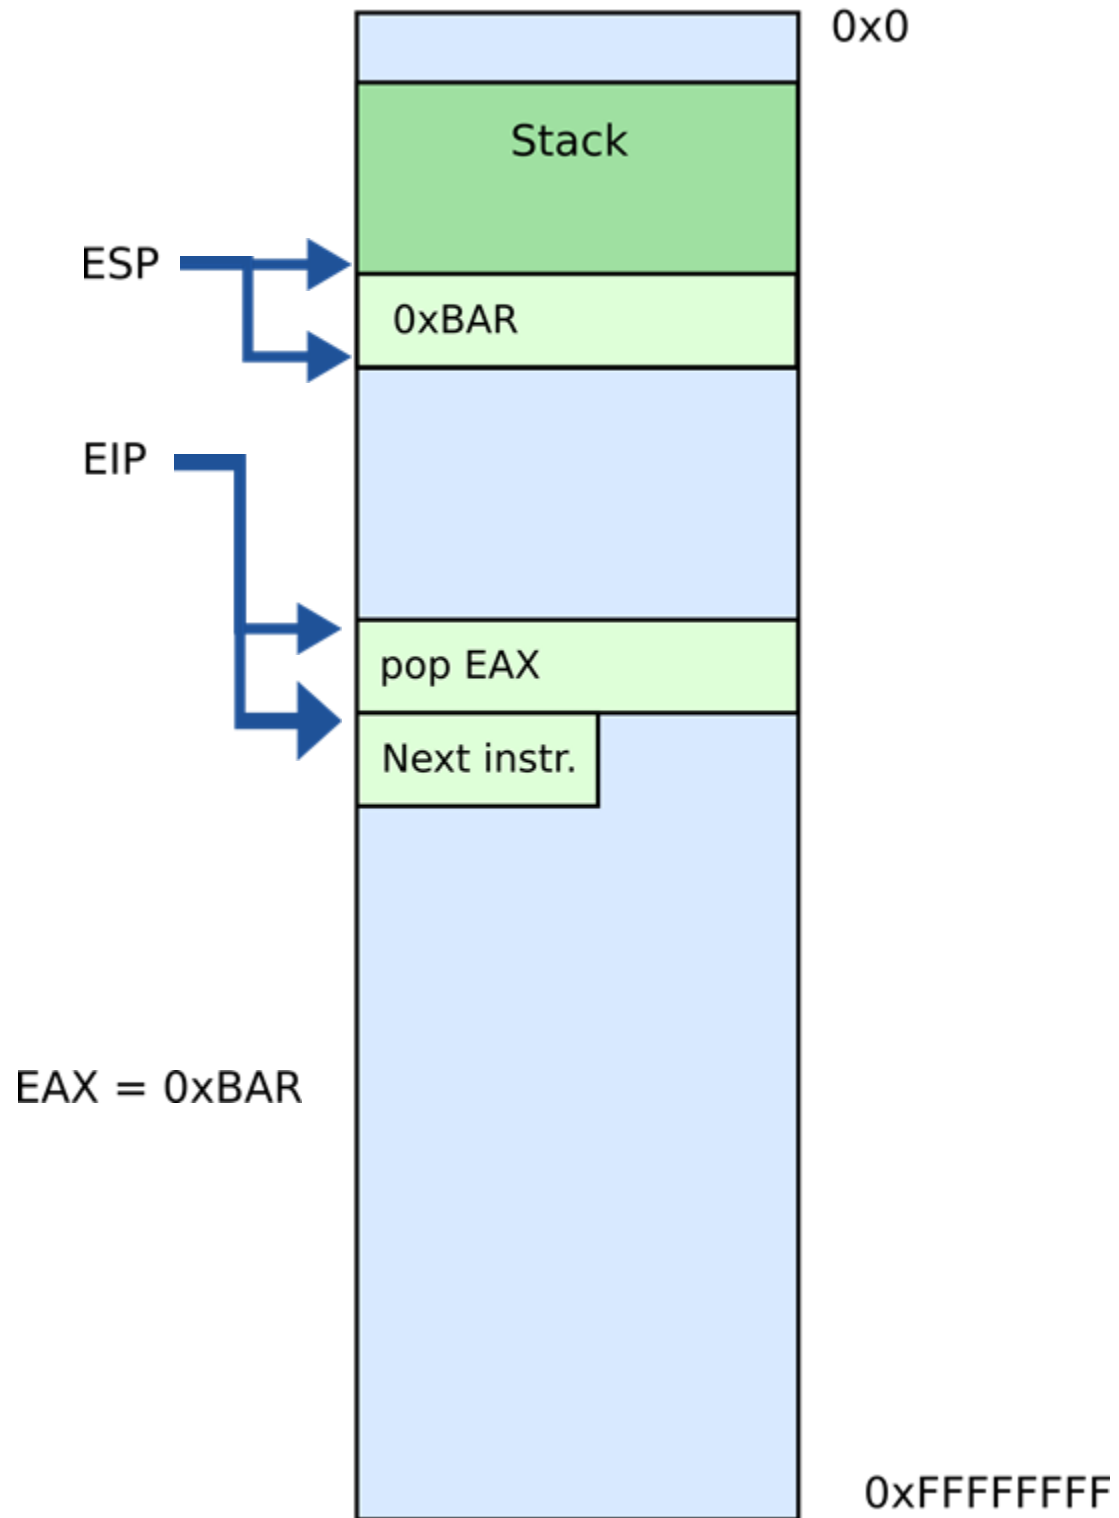 0x0
Stack
ESP
0xBAR
EIP
pop EAX
Next instr.
EAX = 0xBAR
0xFFFFFFFF